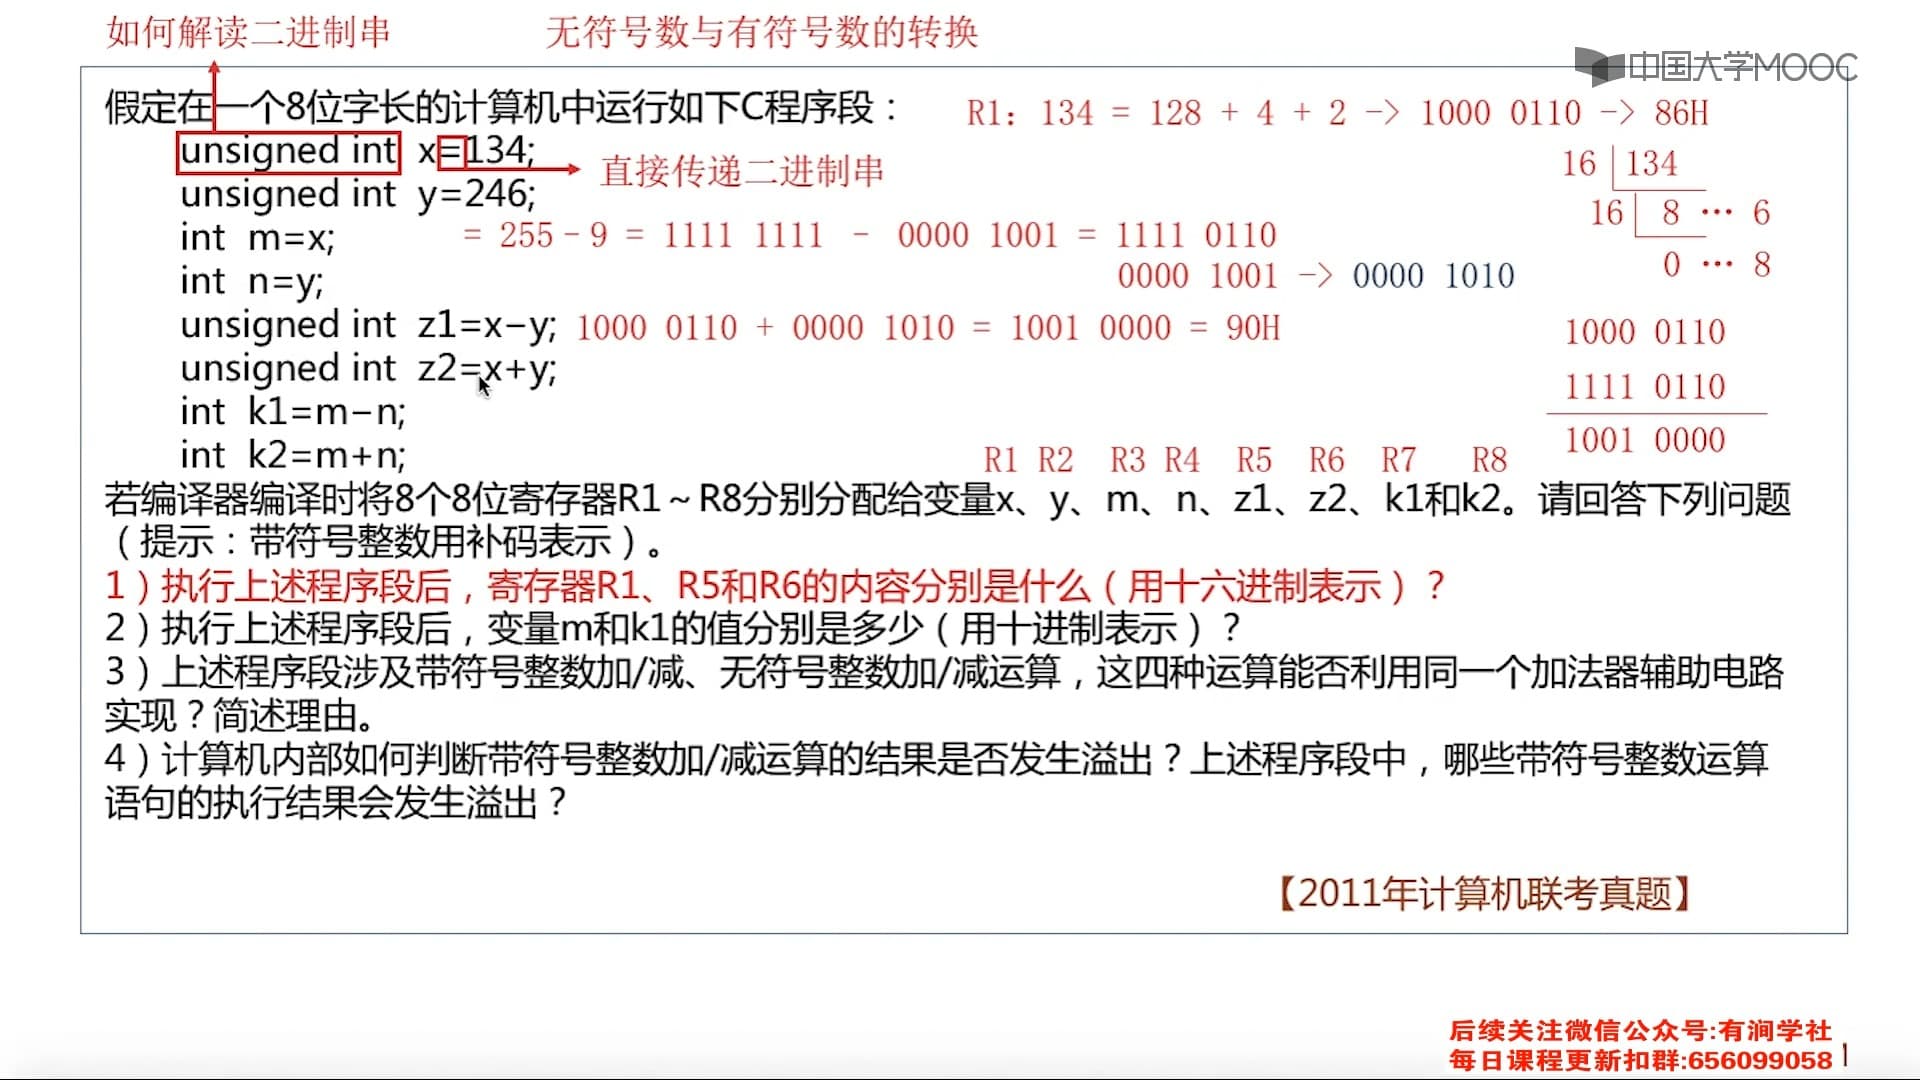 如何解读二进制串 无符号数与有符号数的转换
中国大学MOOC
假定在一个8位字长的计算机中运行如下C程序段： R1: 134 = 128 + 4 + 2 -> 1000 0110 -> 86H
unsigned int x=134; 直接传递二进制串 16 134
unsigned int y=246; 16 8 … 6
int m=x; = 255－9 = 1111 1111 － 0000 1001 = 1111 0110
0 … 8
int n=y; 0000 1001 -> 0000 1010
unsigned int z1=x−y; 1000 0110 + 0000 1010 = 1001 0000 = 90H 1000 0110
unsigned int z2=x+y; 1111 0110
int k1=m−n; 1001 0000
int k2=m+n; R1 R2 R3 R4 R5 R6 R7 R8
若编译器编译时将8个8位寄存器R1～R8分别分配给变量x、y、m、n、z1、z2、k1和k2。请回答下列问题
（提示：带符号整数用补码表示）。
1）执行上述程序段后，寄存器R1、R5和R6的内容分别是什么（用十六进制表示）？
2）执行上述程序段后，变量m和k1的值分别是多少（用十进制表示）？
3）上述程序段涉及带符号整数加/减、无符号整数加/减运算，这四种运算能否利用同一个加法器辅助电路
实现？简述理由。
4）计算机内部如何判断带符号整数加/减运算的结果是否发生溢出？上述程序段中，哪些带符号整数运算
语句的执行结果会发生溢出？
【2011年计算机联考真题】
后续关注微信公众号:有涧学社
每日课程更新扣群:656099058 1